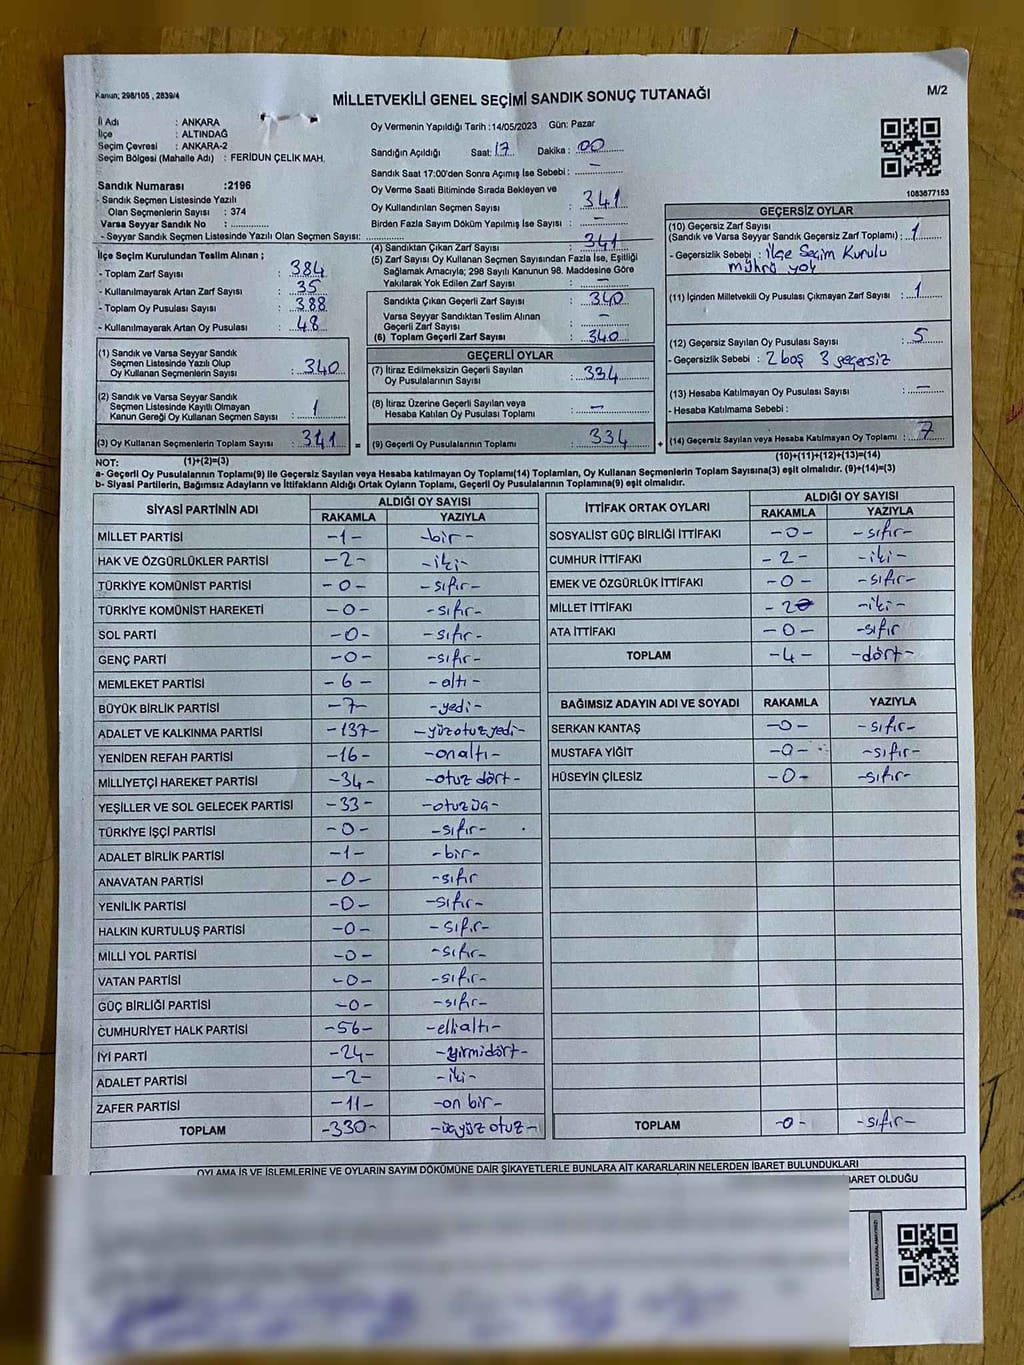 Kanun; 298/105 , 2839/4
MİLLETVEKİLİ GENEL SEÇİMİ SANDIK SONUÇ TUTANAĞI
M/2
İl Adı : ANKARA
İlçe : ALTINDAĞ
Seçim Çevresi : ANKARA-2
Seçim Bölgesi (Mahalle Adı) : FERİDUN ÇELİK MAH.
Sandık Numarası :2196
- Sandık Seçmen Listesinde Yazılı
Olan Seçmenlerin Sayısı : 374
Varsa Seyyar Sandık No :
- Seyyar Sandık Seçmen Listesinde Yazılı Olan Seçmen Sayısı:
İlçe Seçim Kurulundan Teslim Alınan ;
- Toplam Zarf Sayısı : 384
- Kullanılmayarak Artan Zarf Sayısı : 35
- Toplam Oy Pusulası : 388
- Kullanılmayarak Artan Oy Pusulası : 48
(1) Sandık ve Varsa Seyyar Sandık
Seçmen Listesinde Yazılı Olup
Oy Kullanan Seçmenlerin Sayısı : 340
(2) Sandık ve Varsa Seyyar Sandık
Seçmen Listesinde Kayıtlı Olmayan
Kanun Gereği Oy Kullanan Seçmen Sayısı : 1
(3) Oy Kullanan Seçmenlerin Toplam Sayısı : 341
Oy Vermenin Yapıldığı Tarih :14/05/2023 Gün: Pazar
Sandığın Açıldığı Saat: 17 Dakika : 00
Sandık Saat 17:00'den Sonra Açımış İse Sebebi : -
Oy Verme Saati Bitiminde Sırada Bekleyen ve
Oy Kullandırılan Seçmen Sayısı : 341
Birden Fazla Sayım Döküm Yapılmış İse Sayısı : -
(4) Sandıktan Çıkan Zarf Sayısı : 341
(5) Zarf Sayısı Oy Kullanan Seçmen Sayısından Fazla İse, Eşitliği
Sağlamak Amacıyla; 298 Sayılı Kanunun 98. Maddesine Göre
Yakılarak Yok Edilen Zarf Sayısı : -
Sandıkta Çıkan Geçerli Zarf Sayısı : 340
Varsa Seyyar Sandıktan Teslim Alınan
Geçerli Zarf Sayısı : -
(6) Toplam Geçerli Zarf Sayısı : 340
GEÇERLİ OYLAR
(7) İtiraz Edilmeksizin Geçerli Sayılan
Oy Pusulalarının Sayısı : 334
(8) İtiraz Üzerine Geçerli Sayılan veya
Hesaba Katılan Oy Pusulası Toplamı : -
= (9) Geçerli Oy Pusulalarının Toplamı : 334 +
1083677153
GEÇERSİZ OYLAR
(10) Geçersiz Zarf Sayısı
(Sandık ve Varsa Seyyar Sandık Geçersiz Zarf Toplamı) : 1
- Geçersizlik Sebebi : ilçe Seçim Kurulu
mührü yok
(11) İçinden Milletvekili Oy Pusulası Çıkmayan Zarf Sayısı : 1
(12) Geçersiz Sayılan Oy Pusulası Sayısı : 5
- Geçersizlik Sebebi : 2 boş 3 geçersiz
(13) Hesaba Katılmayan Oy Pusulası Sayısı : -
- Hesaba Katılmama Sebebi :
(14) Geçersiz Sayılan veya Hesaba Katılmayan Oy Toplamı : 7
NOT: (1)+(2)=(3) (10)+(11)+(12)+(13)=(14)
a- Geçerli Oy Pusulalarının Toplamı(9) ile Geçersiz Sayılan veya Hesaba katılmayan Oy Toplamı(14) Toplamları, Oy Kullanan Seçmenlerin Toplam Sayısına(3) eşit olmalıdır. (9)+(14)=(3)
b- Siyasi Partilerin, Bağımsız Adayların ve İttifakların Aldığı Ortak Oyların Toplamı, Geçerli Oy Pusulalarının Toplamına(9) eşit olmalıdır.
SİYASİ PARTİNİN ADI ALDIĞI OY SAYISI
RAKAMLA YAZIYLA
MİLLET PARTİSİ -1- -bir-
HAK VE ÖZGÜRLÜKLER PARTİSİ -2- -iki-
TÜRKİYE KOMÜNİST PARTİSİ -0- -sıfır-
TÜRKİYE KOMÜNİST HAREKETİ -0- -sıfır-
SOL PARTİ -0- -sıfır-
GENÇ PARTİ -0- -sıfır-
MEMLEKET PARTİSİ -6- -altı-
BÜYÜK BİRLİK PARTİSİ -7- -yedi-
ADALET VE KALKINMA PARTİSİ -137- -yüzotuzyedi-
YENİDEN REFAH PARTİSİ -16- -onaltı-
MİLLİYETÇİ HAREKET PARTİSİ -34- -otuz dört-
YEŞİLLER VE SOL GELECEK PARTİSİ -33- -otuzüç-
TÜRKİYE İŞÇİ PARTİSİ -0- -sıfır-
ADALET BİRLİK PARTİSİ -1- -bir-
ANAVATAN PARTİSİ -0- -sıfır
YENİLİK PARTİSİ -0- -sıfır-
HALKIN KURTULUŞ PARTİSİ -0- -sıfır-
MİLLİ YOL PARTİSİ -0- -sıfır-
VATAN PARTİSİ -0- -sıfır-
GÜÇ BİRLİĞİ PARTİSİ -0- -sıfır-
CUMHURİYET HALK PARTİSİ -56- -elli altı-
İYİ PARTİ -24- -yirmidört-
ADALET PARTİSİ -2- -iki-
ZAFER PARTİSİ -11- -on bir-
TOPLAM -330- -üçyüz otuz-
İTTİFAK ORTAK OYLARI ALDIĞI OY SAYISI
RAKAMLA YAZIYLA
SOSYALİST GÜÇ BİRLİĞİ İTTİFAKI -0- -sıfır-
CUMHUR İTTİFAKI -2- -iki-
EMEK VE ÖZGÜRLÜK İTTİFAKI -0- -sıfır-
MİLLET İTTİFAKI -2- -iki-
ATA İTTİFAKI -0- -sıfır
TOPLAM -4- -dört-
BAĞIMSIZ ADAYIN ADI VE SOYADI RAKAMLA YAZIYLA
SERKAN KANTAŞ -0- -sıfır-
MUSTAFA YİĞİT -0- -sıfır-
HÜSEYİN ÇİLESİZ -0- -sıfır-
TOPLAM -0- -sıfır-
OYLAMA İŞ VE İŞLEMLERİNE VE OYLARIN SAYIM DÖKÜMÜNE DAİR ŞİKAYETLERLE BUNLARA AİT KARARLARIN NELERDEN İBARET BULUNDUKLARI
BARET OLDUĞU